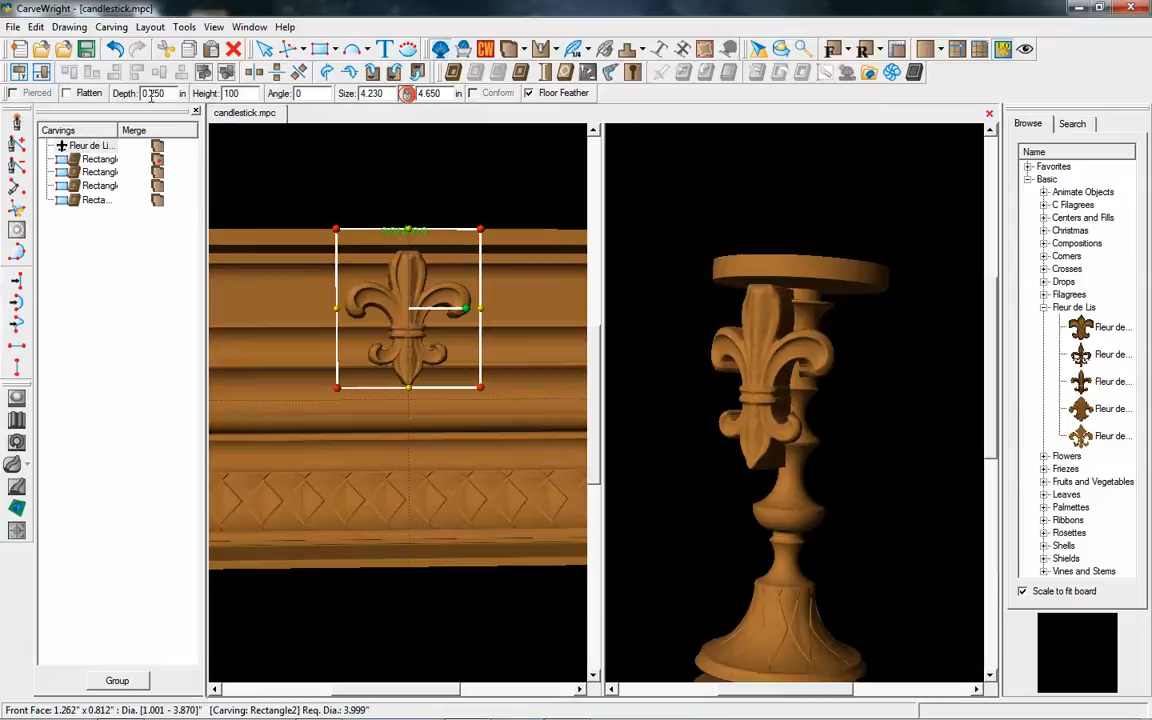 CarveWright - [candlestick.mpc]
File Edit Drawing Carving Layout Tools View Window Help
Pierced Flatten Depth: 0.750 in Height: 100 Angle: 0 Size: 4.230 4.650 in Conform Floor Feather
Carvings Merge
Fleur de Li...
Rectangl
Rectangl
Rectangl
Recta...
Group
candlestick.mpc
Browse Search
Name
Favorites
Basic
Animate Objects
C Filagrees
Centers and Fills
Christmas
Compositions
Corners
Crosses
Drops
Filagrees
Fleur de Lis
Fleur de...
Fleur de...
Fleur de...
Fleur de...
Fleur de...
Flowers
Friezes
Fruits and Vegetables
Leaves
Palmettes
Ribbons
Rosettes
Shells
Shields
Vines and Stems
Scale to fit board
Front Face: 1.262" x 0.812" : Dia. [1.001 - 3.870"] [Carving: Rectangle2] Req. Dia.: 3.999"